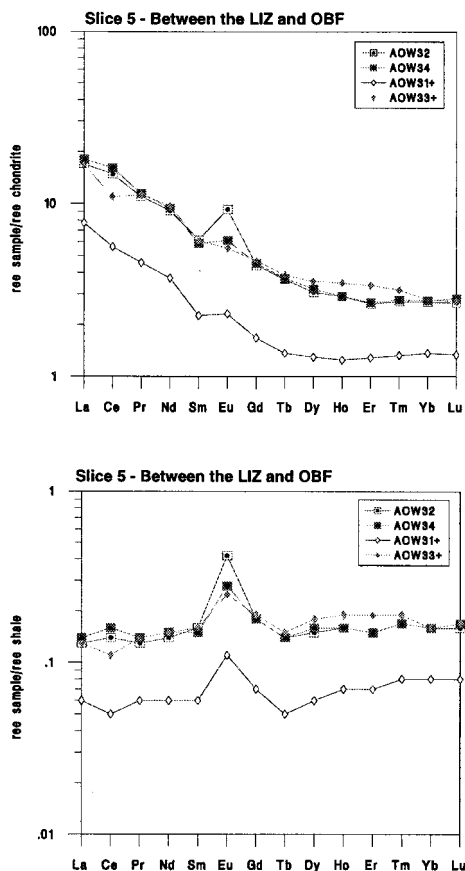 Slice 5 - Between the LIZ and OBF
100
AOW32
AOW34
AOW31+
AOW33+
10
ree sample/ree chondrite
1
La Ce Pr Nd Sm Eu Gd Tb Dy Ho Er Tm Yb Lu
Slice 5 - Between the LIZ and OBF
1
AOW32
AOW34
AOW31+
AOW33+
.1
ree sample/ree shale
.01
La Ce Pr Nd Sm Eu Gd Tb Dy Ho Er Tm Yb Lu